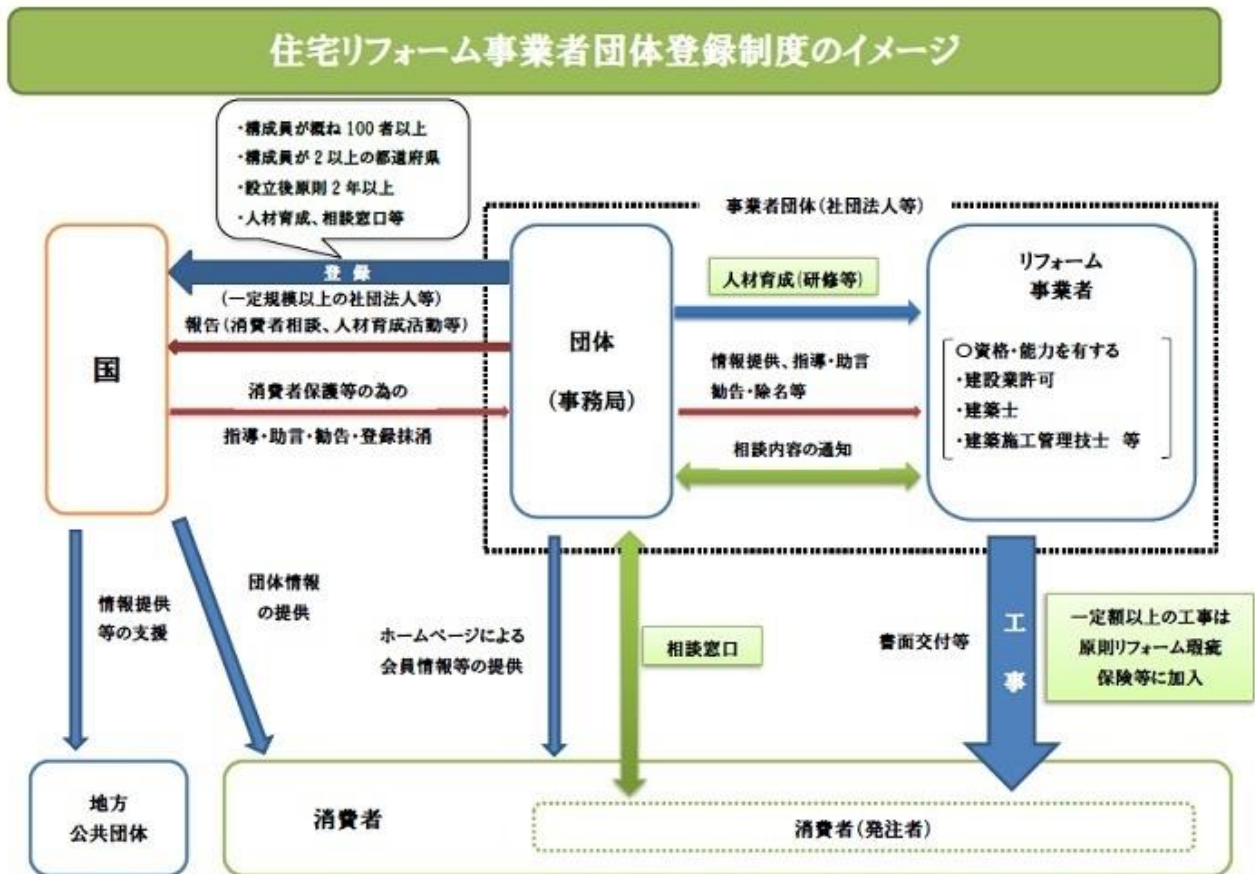 住宅リフォーム事業者団体登録制度のイメージ
・構成員が概ね100者以上
・構成員が2以上の都道府県
・設立後原則2年以上
・人材育成、相談窓口等
事業者団体(社団法人等)
登録
(一定規模以上の社団法人等)
報告(消費者相談、人材育成活動等)
国
消費者保護等の為の
指導・助言・勧告・登録抹消
団体
(事務局)
人材育成(研修等)
情報提供、指導・助言
勧告・除名等
相談内容の通知
リフォーム
事業者
○資格・能力を有する
・建設業許可
・建築士
・建築施工管理技士 等
情報提供
等の支援
団体情報
の提供
ホームページによる
会員情報等の提供
相談窓口
書面交付等
工事
一定額以上の工事は
原則リフォーム瑕疵
保険等に加入
地方
公共団体
消費者
消費者(発注者)